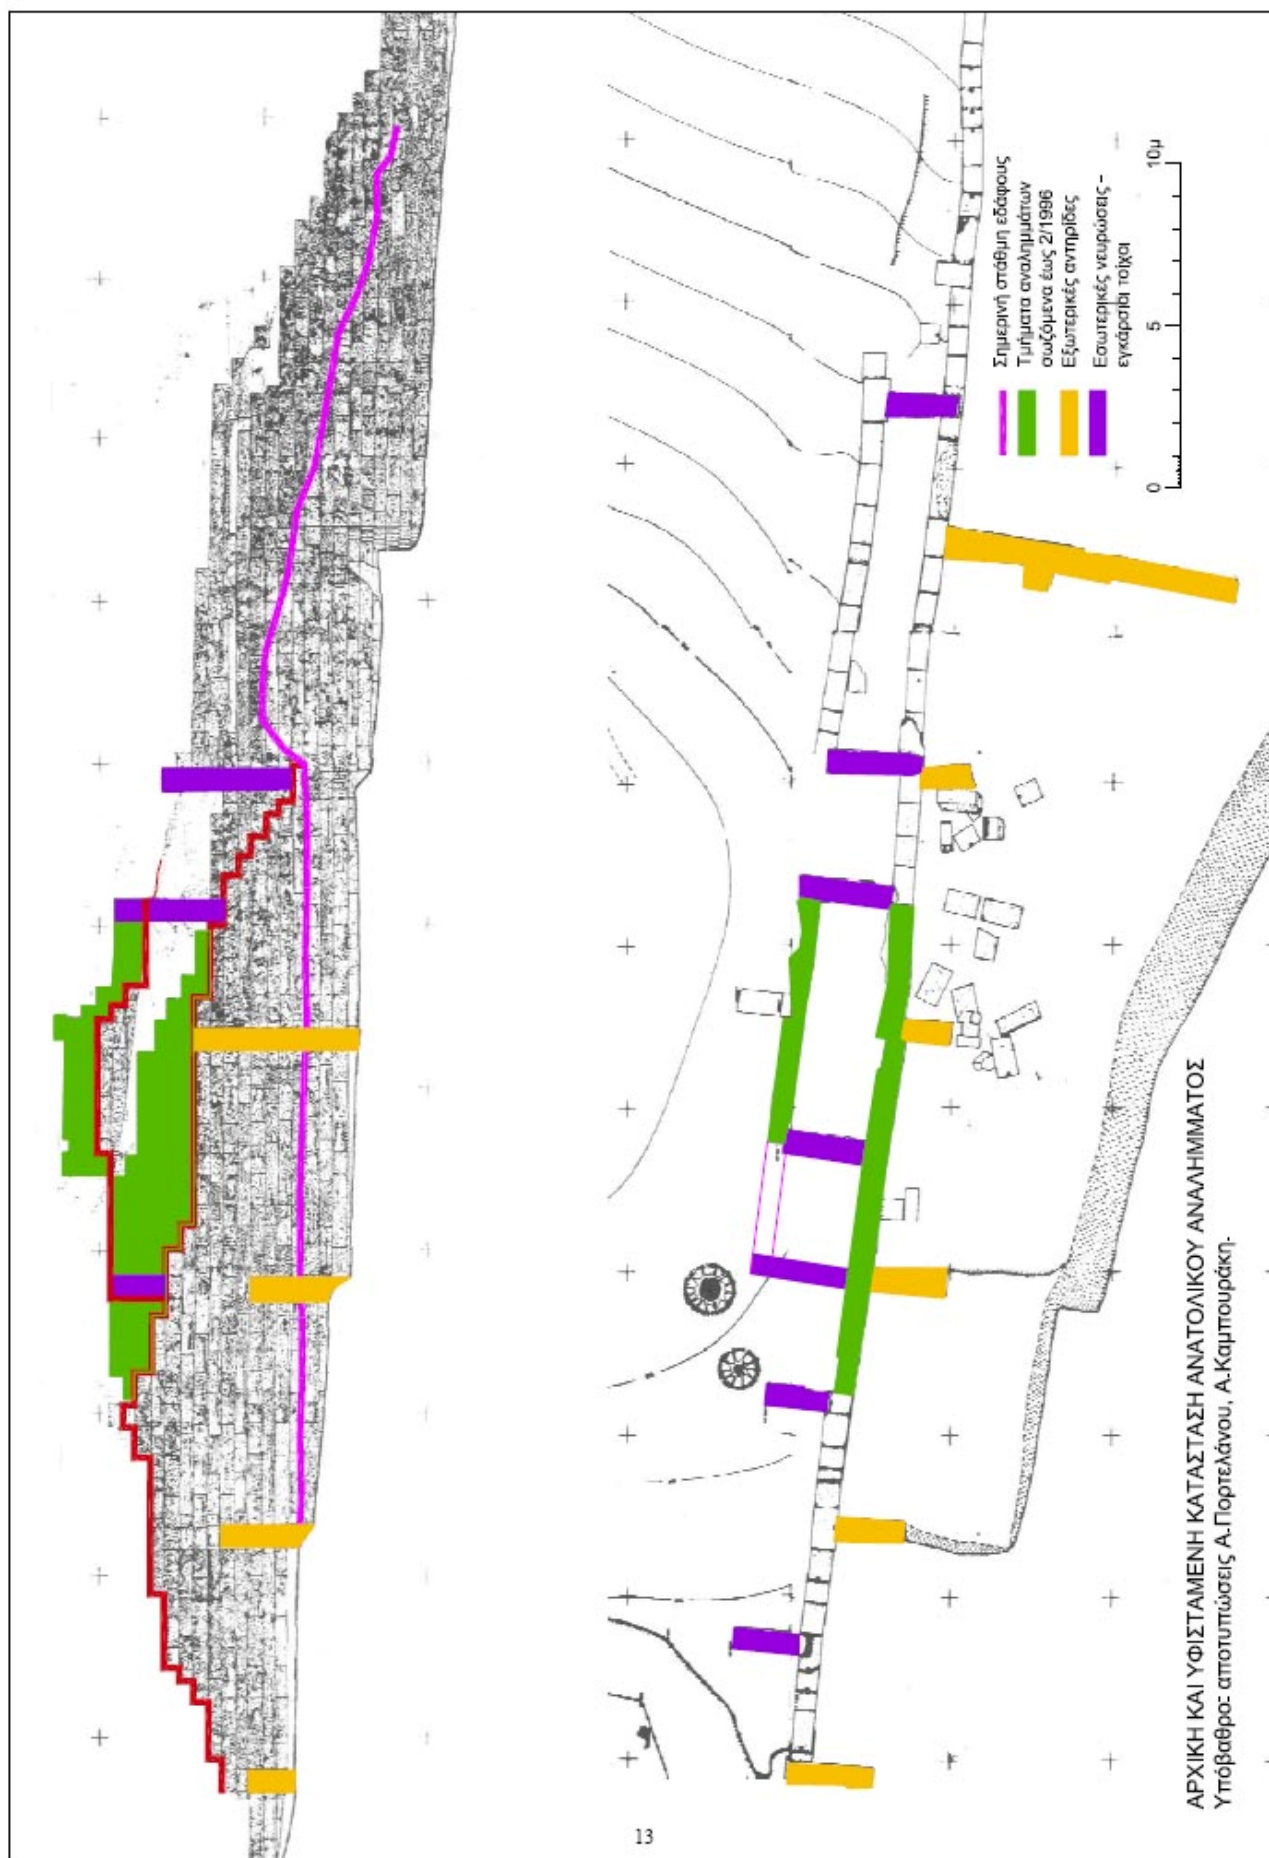 Σημερινή στάθμη εδάφους
Τμήματα αναλημμάτων
σωζόμενα έως 2/1996
Εξωτερικές αντηρίδες
Εσωτερικές νευρώσεις –
εγκάρσιοι τοίχοι
0 5 10μ
ΑΡΧΙΚΗ ΚΑΙ ΥΦΙΣΤΑΜΕΝΗ ΚΑΤΑΣΤΑΣΗ ΑΝΑΤΟΛΙΚΟΥ ΑΝΑΛΗΜΜΑΤΟΣ
Υπόβαθρο: αποτυπώσεις Α.Πορτελάνου, Α.Καμπουράκη.
13